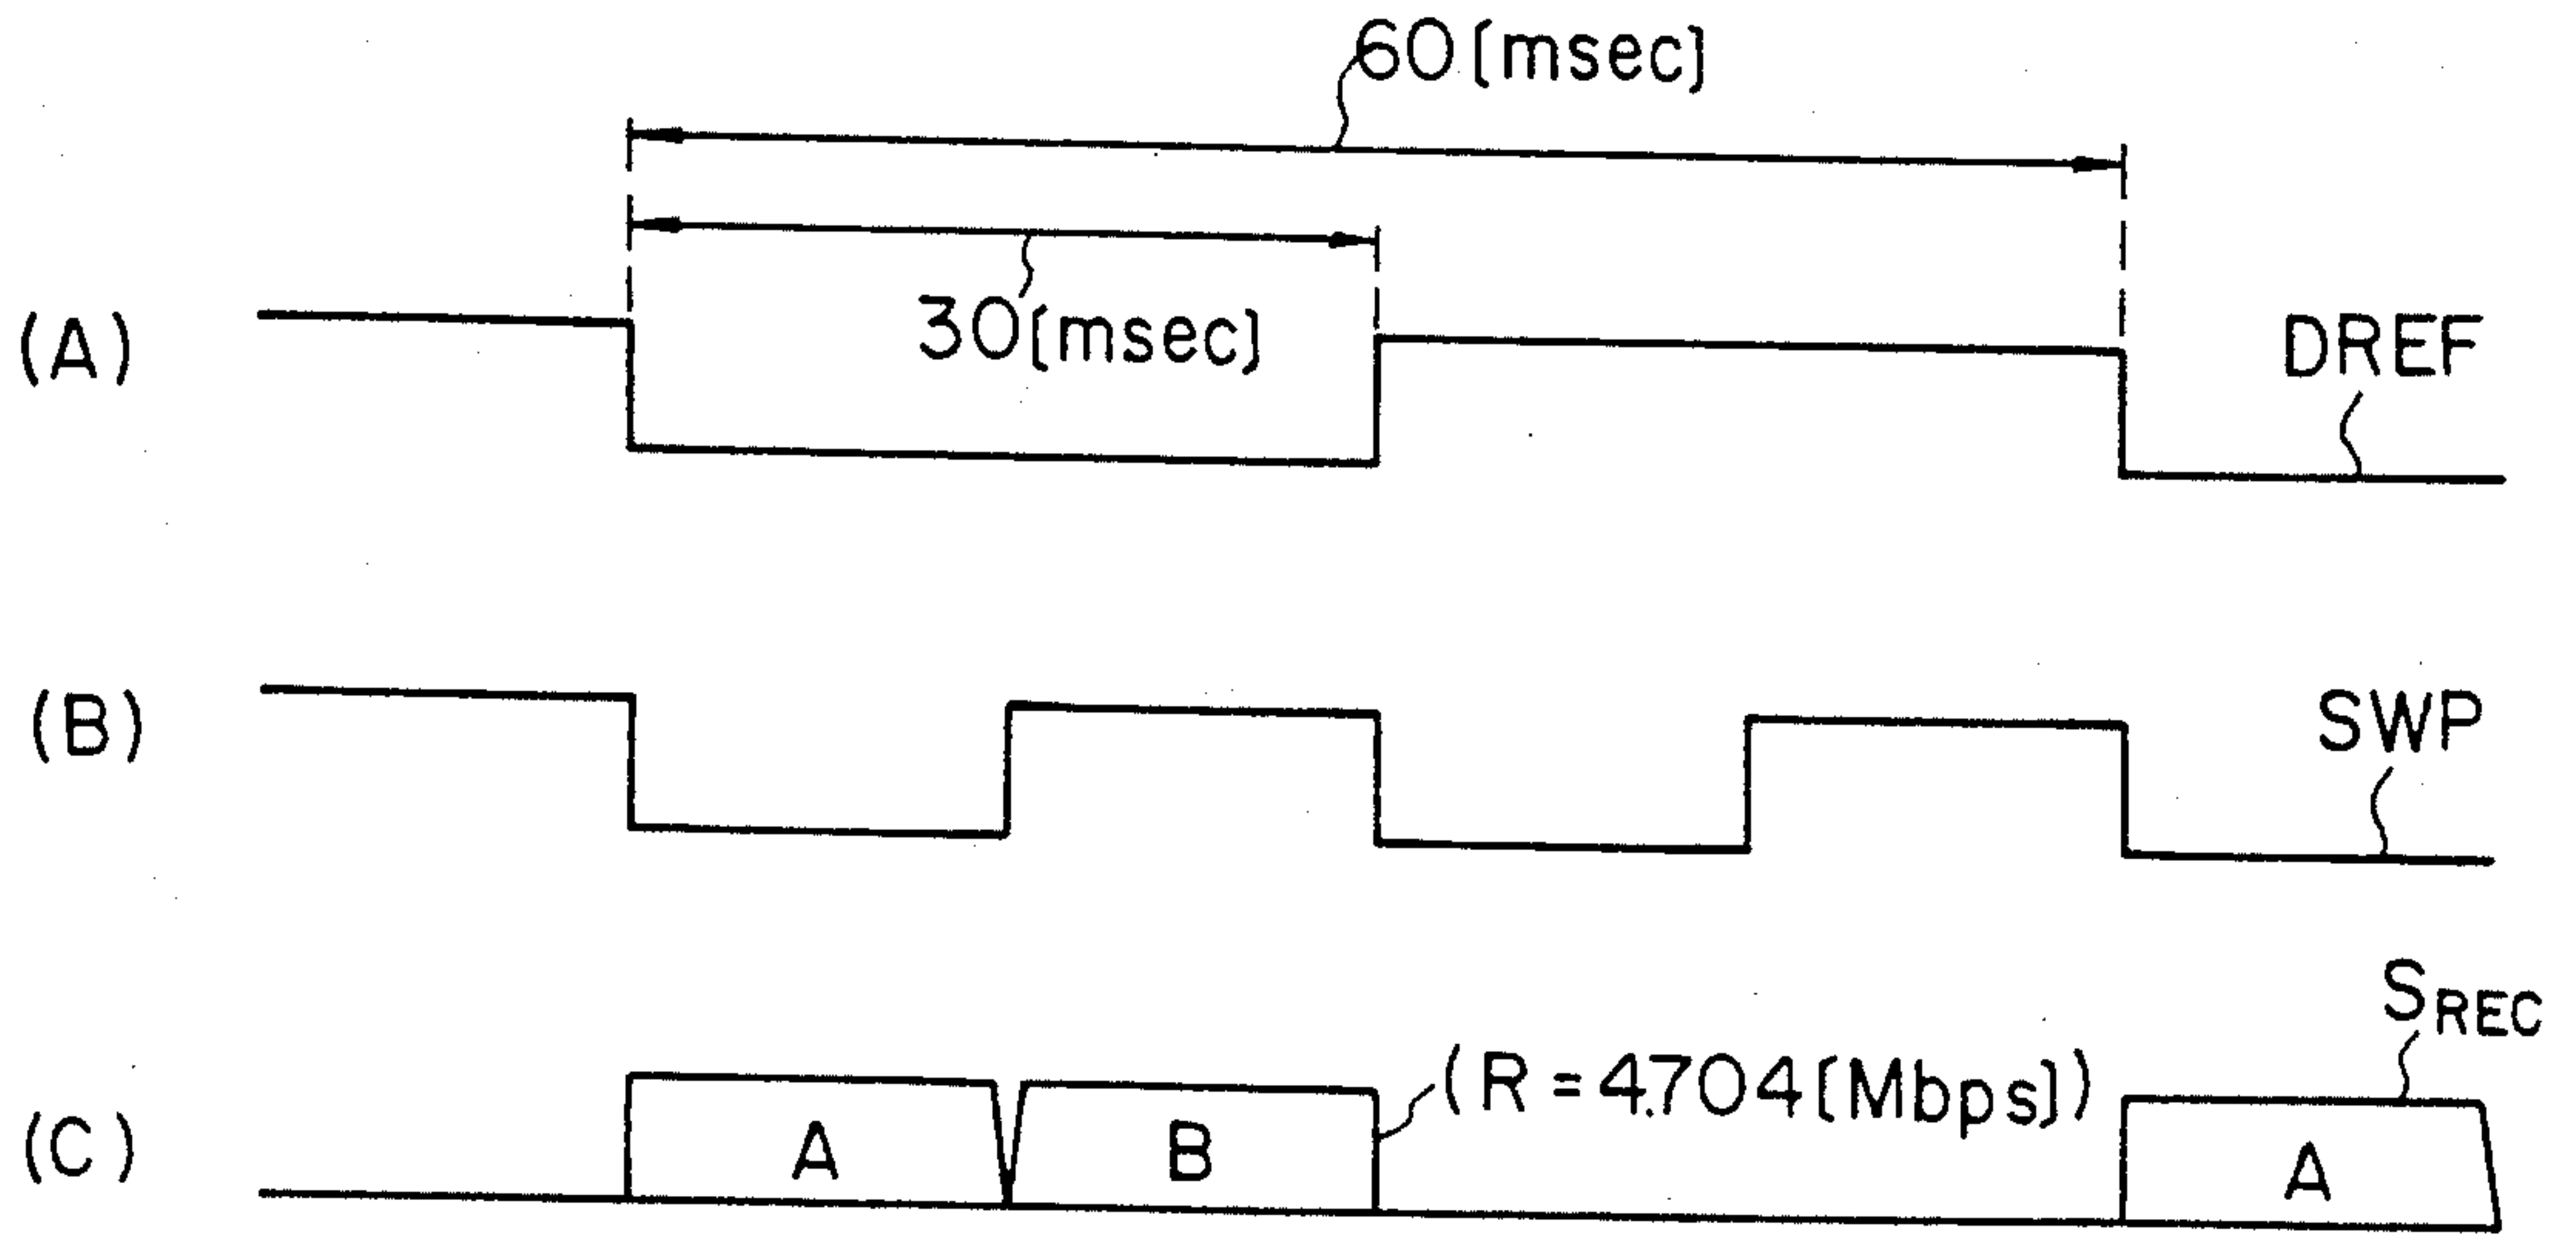 60[msec]
30[msec]
(A)
DREF
(B)
SWP
SREC
(C)
A
B
(R=4.704[Mbps])
A